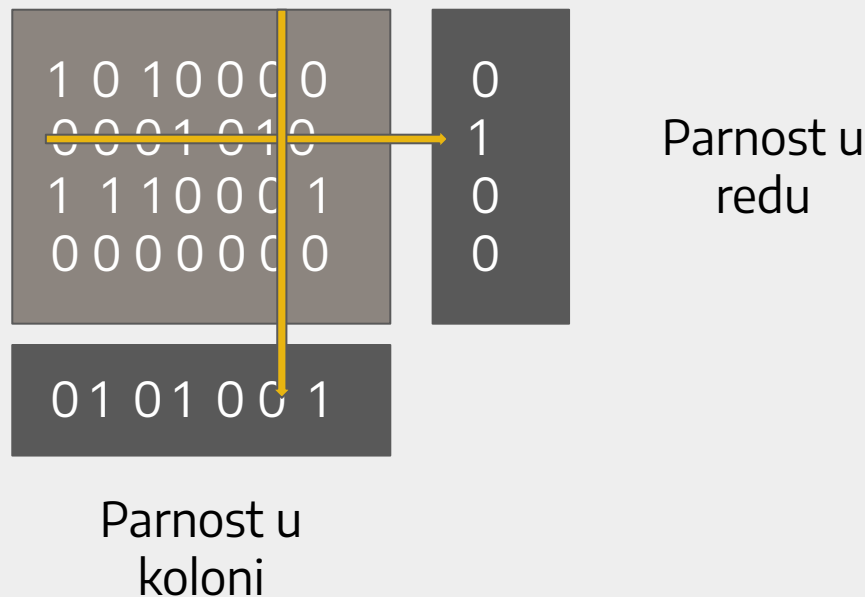 1 0 1 0 0 0 0
0
0 0 0 1 0 1 0
1
1 1 1 0 0 0 1
0
0 0 0 0 0 0 0
0
Parnost u
redu
0 1 0 1 0 0 1
Parnost u
koloni